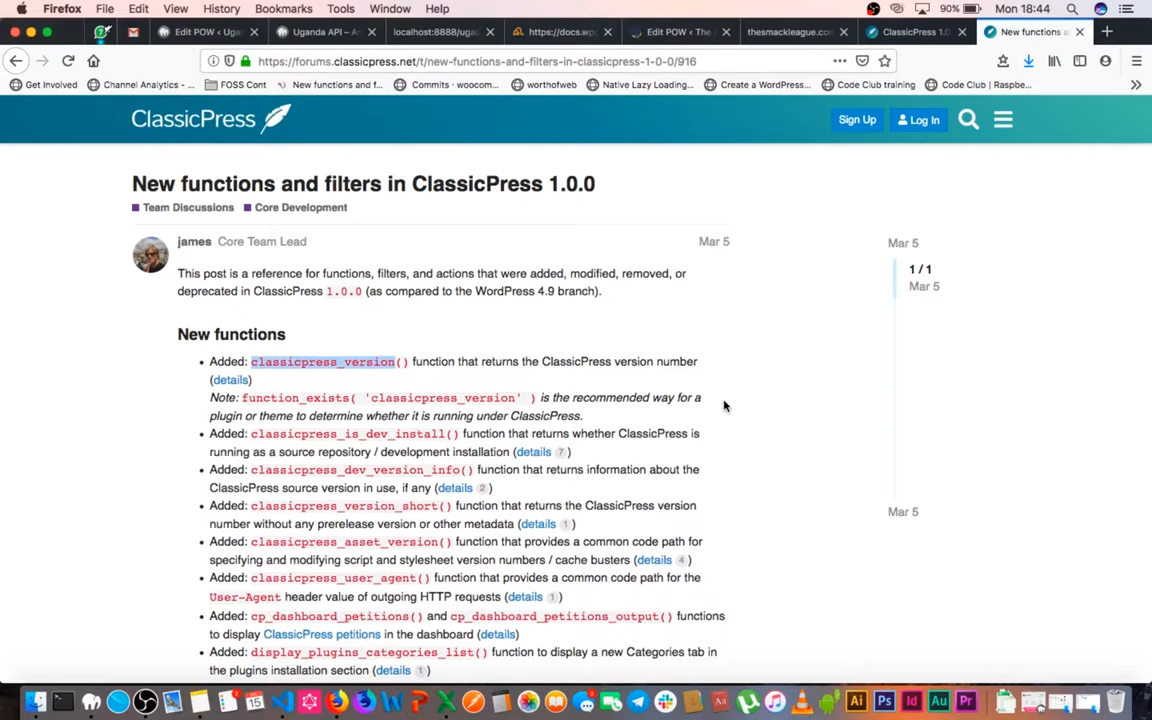 Firefox File Edit View History Bookmarks Tools Window Help 90% Mon 18:44
Edit POW ‹ Uga Uganda API – A localhost:8888/uga https://docs.wp Edit POW ‹ The thesmackleague.com ClassicPress 1.0 New functions a
https://forums.classicpress.net/t/new-functions-and-filters-in-classicpress-1-0-0/916
Getting Involved Channel Analytics - ... FOSS Cont New functions and f... Commits · woocom... worthofweb Native Lazy Loading... Create a WordPress... Code Club training Code Club | Raspbe...
ClassicPress Sign Up Log In
New functions and filters in ClassicPress 1.0.0
Team Discussions Core Development
james Core Team Lead Mar 5
This post is a reference for functions, filters, and actions that were added, modified, removed, or
deprecated in ClassicPress 1.0.0 (as compared to the WordPress 4.9 branch).
New functions
• Added: classicpress_version() function that returns the ClassicPress version number
(details)
Note: function_exists( 'classicpress_version' ) is the recommended way for a
plugin or theme to determine whether it is running under ClassicPress.
• Added: classicpress_is_dev_install() function that returns whether ClassicPress is
running as a source repository / development installation (details 7)
• Added: classicpress_dev_version_info() function that returns information about the
ClassicPress source version in use, if any (details 2)
• Added: classicpress_version_short() function that returns the ClassicPress version
number without any prerelease version or other metadata (details 1)
• Added: classicpress_asset_version() function that provides a common code path for
specifying and modifying script and stylesheet version numbers / cache busters (details 4)
• Added: classicpress_user_agent() function that provides a common code path for the
User-Agent header value of outgoing HTTP requests (details 1)
• Added: cp_dashboard_petitions() and cp_dashboard_petitions_output() functions
to display ClassicPress petitions in the dashboard (details)
• Added: display_plugins_categories_list() function to display a new Categories tab in
the plugins installation section (details 1)
Mar 5
1 / 1
Mar 5
Mar 5
15 Ai Ps Id Au Pr